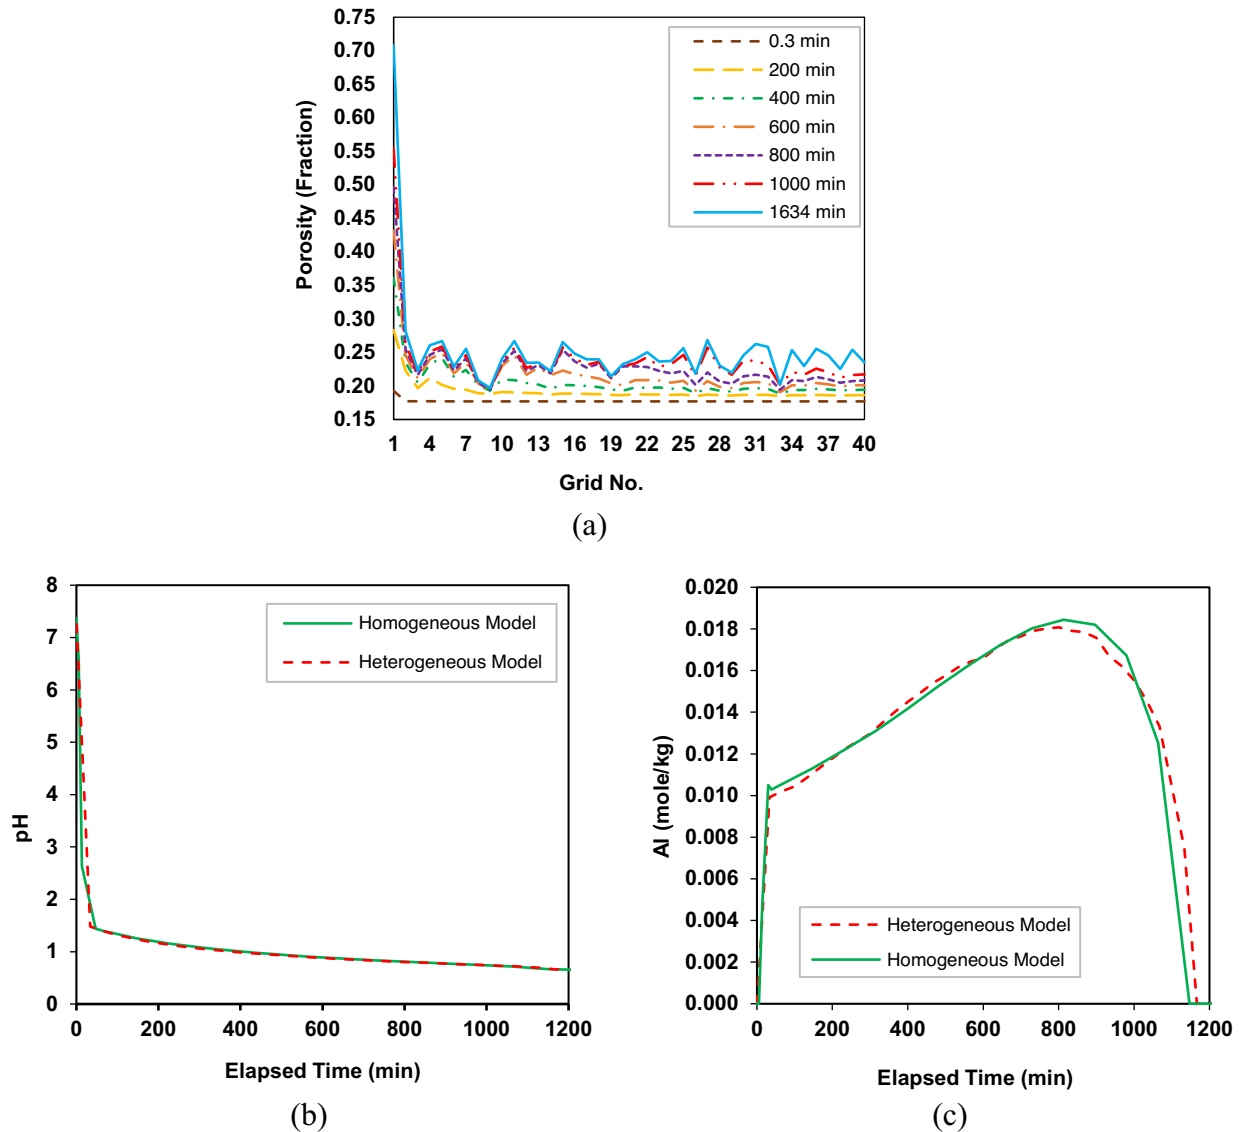 0.75
0.70
0.65
0.60
0.55
0.50
0.45
0.40
0.35
0.30
0.25
0.20
0.15
Porosity (Fraction)
0.3 min
200 min
400 min
600 min
800 min
1000 min
1634 min
1 4 7 10 13 16 19 22 25 28 31 34 37 40
Grid No.
(a)
8
7
6
5
4
3
2
1
0
pH
Homogeneous Model
Heterogeneous Model
0 200 400 600 800 1000 1200
Elapsed Time (min)
(b)
0.020
0.018
0.016
0.014
0.012
0.010
0.008
0.006
0.004
0.002
0.000
Al (mole/kg)
Heterogeneous Model
Homogeneous Model
0 200 400 600 800 1000 1200
Elapsed Time (min)
(c)